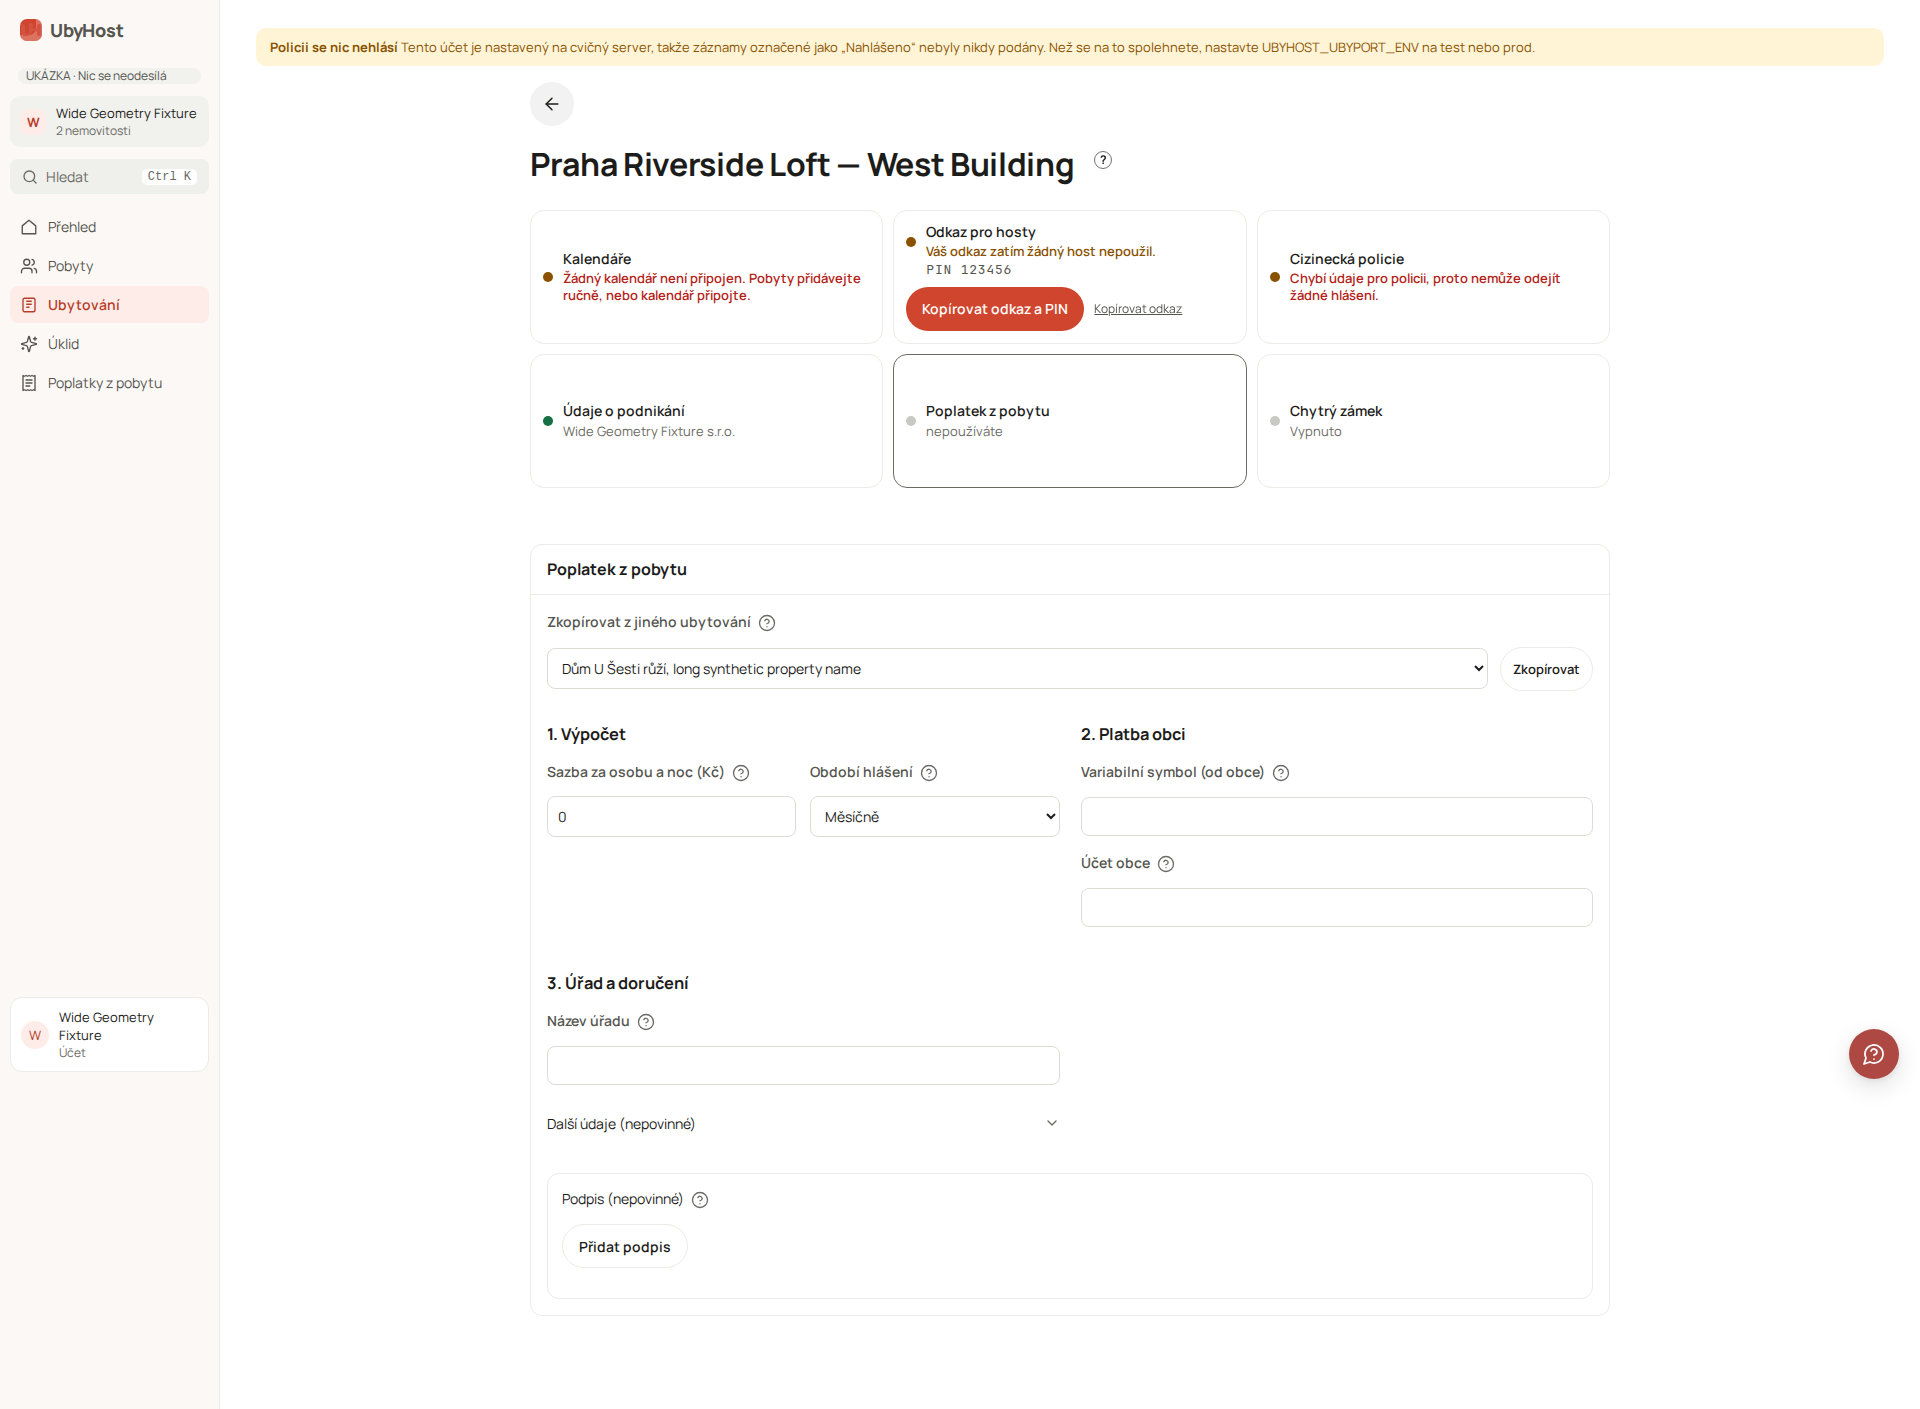 UbyHost
UKÁZKA · Nic se neodesílá
W
Wide Geometry Fixture
2 nemovitosti
Hledat
Ctrl K
Přehled
Pobyty
Ubytování
Úklid
Poplatky z pobytu
W
Wide Geometry
Fixture
Účet
Policii se nic nehlásí Tento účet je nastavený na cvičný server, takže záznamy označené jako „Nahlášeno“ nebyly nikdy podány. Než se na to spolehnete, nastavte UBYHOST_UBYPORT_ENV na test nebo prod.
Praha Riverside Loft — West Building
?
Kalendáře
Žádný kalendář není připojen. Pobyty přidávejte
ručně, nebo kalendář připojte.
Odkaz pro hosty
Váš odkaz zatím žádný host nepoužil.
PIN 123456
Kopírovat odkaz a PIN
Kopírovat odkaz
Cizinecká policie
Chybí údaje pro policii, proto nemůže odejít
žádné hlášení.
Údaje o podnikání
Wide Geometry Fixture s.r.o.
Poplatek z pobytu
nepoužíváte
Chytrý zámek
Vypnuto
Poplatek z pobytu
Zkopírovat z jiného ubytování ?
Dům U Šesti růží, long synthetic property name
Zkopírovat
1. Výpočet
Sazba za osobu a noc (Kč) ?
0
Období hlášení ?
Měsíčně
2. Platba obci
Variabilní symbol (od obce) ?
Účet obce ?
3. Úřad a doručení
Název úřadu ?
Další údaje (nepovinné)
Podpis (nepovinné) ?
Přidat podpis
?